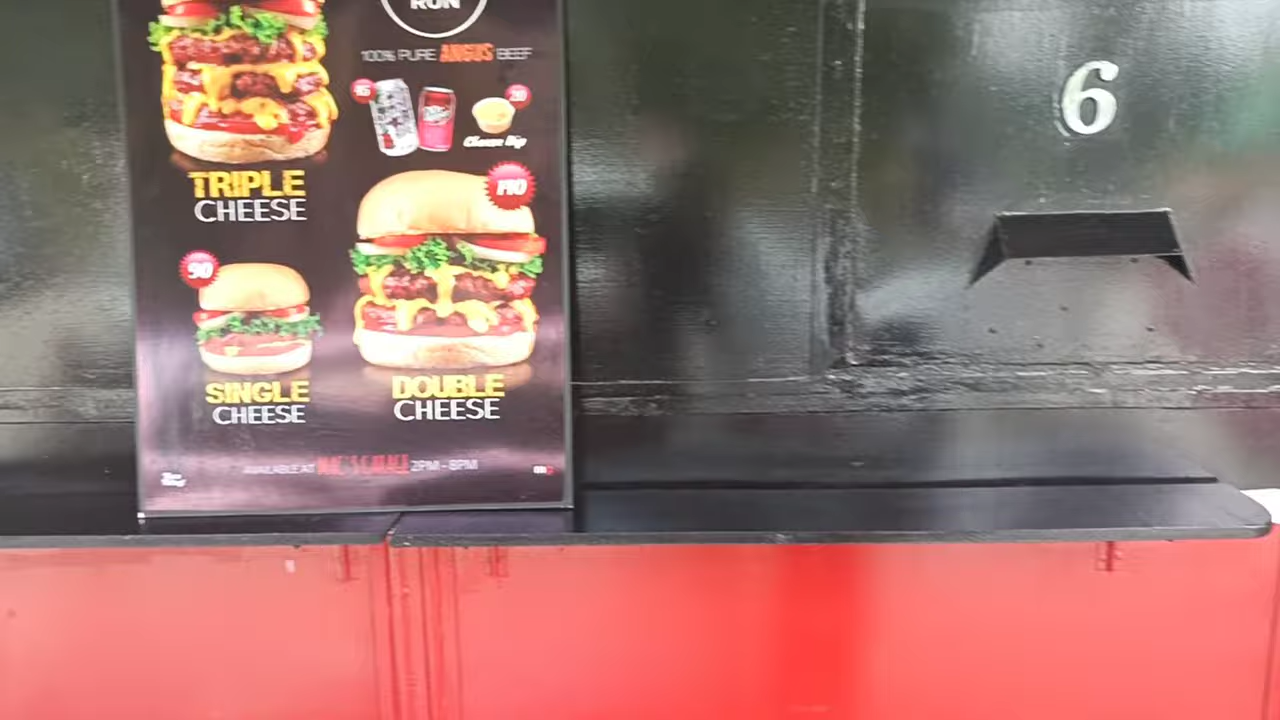 RUN
100% PURE ANGUS BEEF
20
Cheese Dip
TRIPLE
CHEESE
110
90
SINGLE
CHEESE
DOUBLE
CHEESE
AVAILABLE AT
2PM - 8PM
6